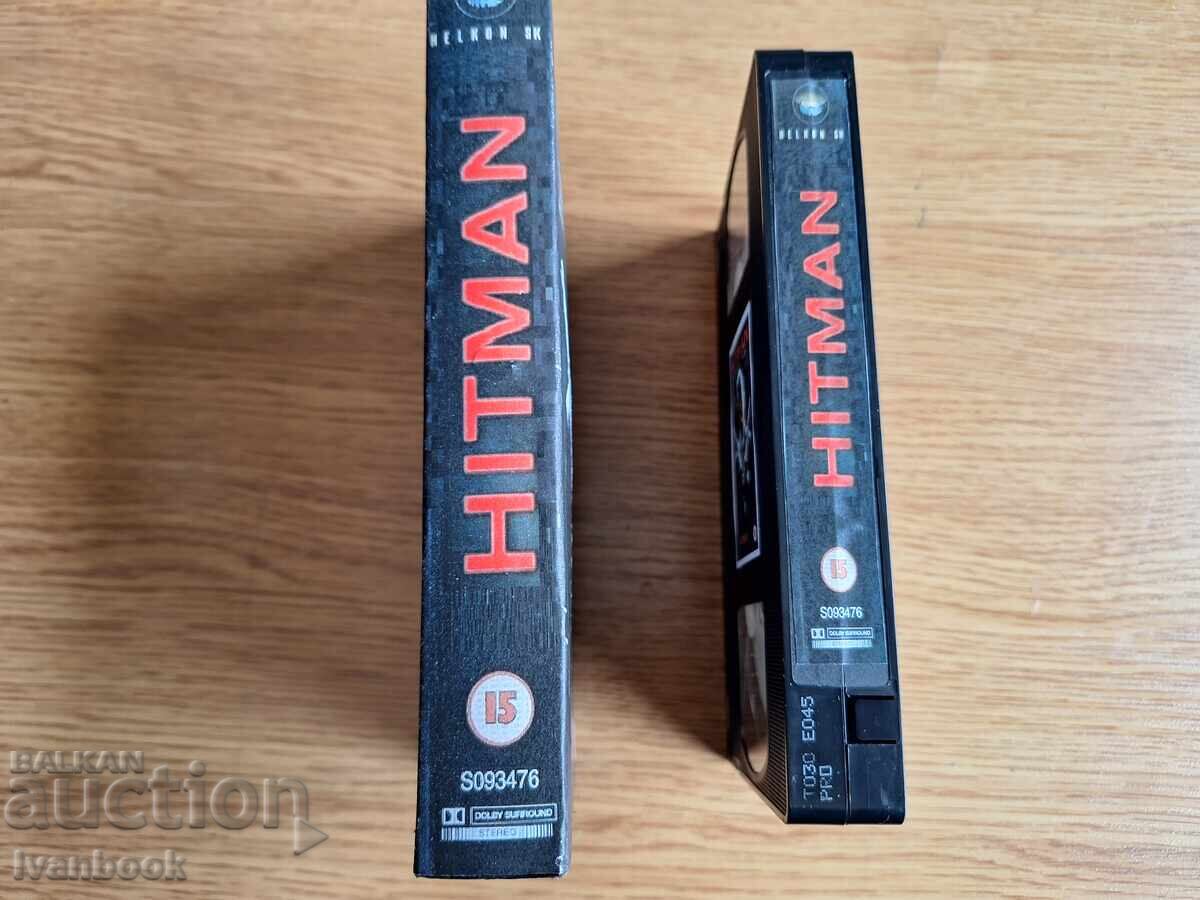 HELKON SK
HITMAN
15
S093476
DOLBY SURROUND
STEREO
HELKON SK
HITMAN
15
S093476
DOLBY SURROUND
T030 E045
PRO
BALKAN
auction
Ivanbook